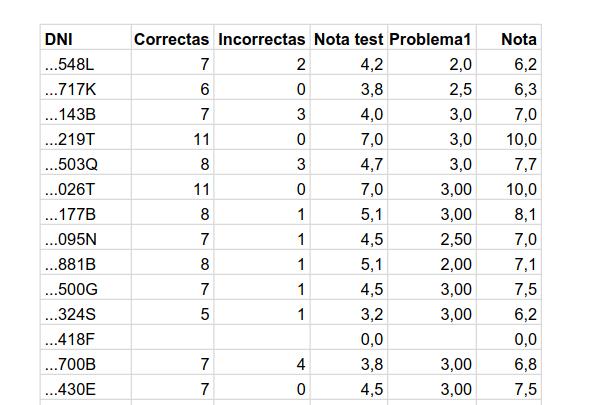 DNI Correctas Incorrectas Nota test Problema1 Nota
...548L 7 2 4,2 2,0 6,2
...717K 6 0 3,8 2,5 6,3
...143B 7 3 4,0 3,0 7,0
...219T 11 0 7,0 3,0 10,0
...503Q 8 3 4,7 3,0 7,7
...026T 11 0 7,0 3,00 10,0
...177B 8 1 5,1 3,00 8,1
...095N 7 1 4,5 2,50 7,0
...881B 8 1 5,1 2,00 7,1
...500G 7 1 4,5 3,00 7,5
...324S 5 1 3,2 3,00 6,2
...418F 0,0 0,0
...700B 7 4 3,8 3,00 6,8
...430E 7 0 4,5 3,00 7,5